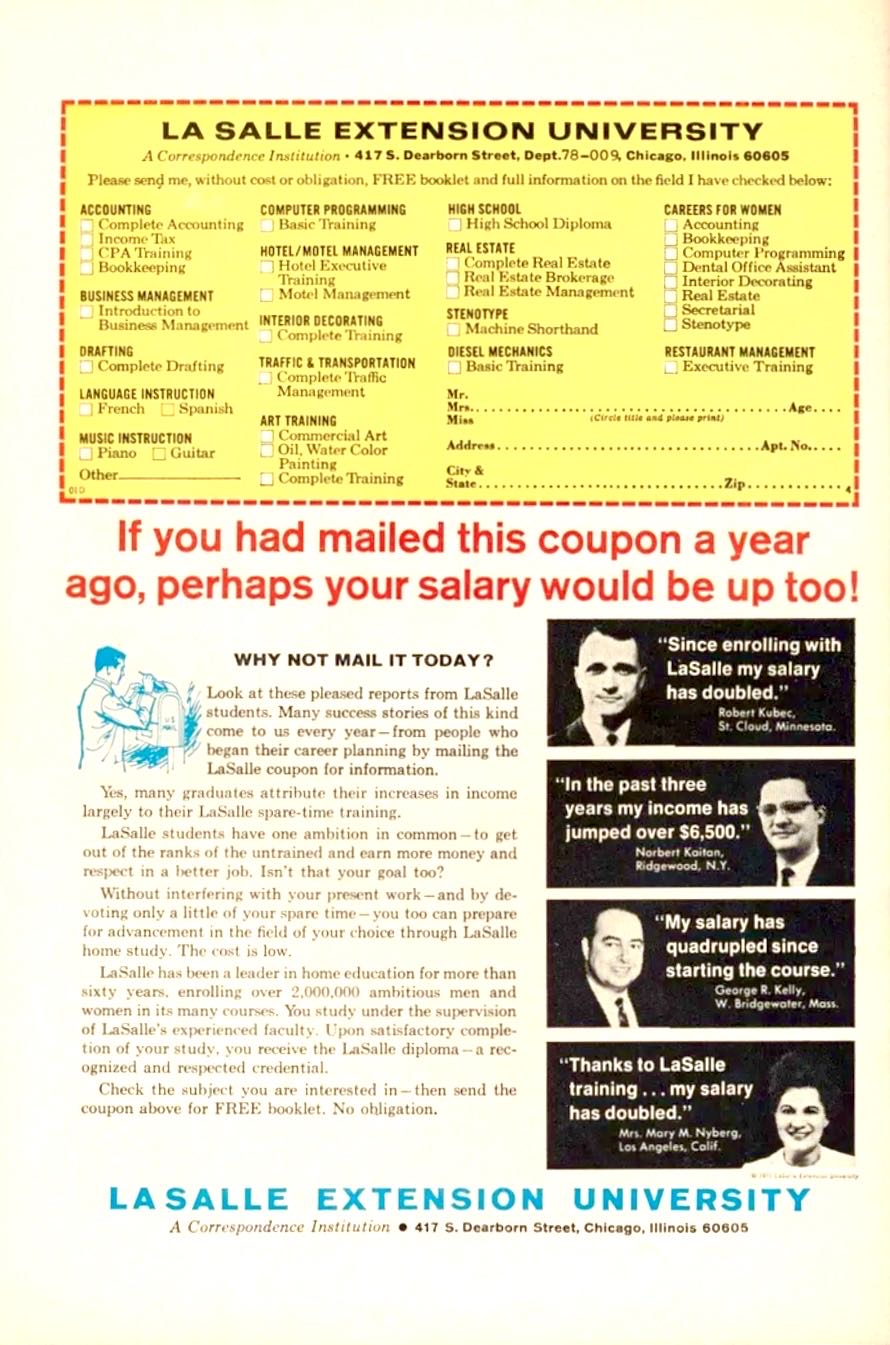 LA SALLE EXTENSION UNIVERSITY
A Correspondence Institution • 417 S. Dearborn Street, Dept.78–009, Chicago, Illinois 60605
Please send me, without cost or obligation, FREE booklet and full information on the field I have checked below:
ACCOUNTING
Complete Accounting
Income Tax
CPA Training
Bookkeeping
BUSINESS MANAGEMENT
Introduction to
Business Management
DRAFTING
Complete Drafting
LANGUAGE INSTRUCTION
French Spanish
MUSIC INSTRUCTION
Piano Guitar
Other
010
COMPUTER PROGRAMMING
Basic Training
HOTEL/MOTEL MANAGEMENT
Hotel Executive
Training
Motel Management
INTERIOR DECORATING
Complete Training
TRAFFIC & TRANSPORTATION
Complete Traffic
Management
ART TRAINING
Commercial Art
Oil, Water Color
Painting
Complete Training
HIGH SCHOOL
High School Diploma
REAL ESTATE
Complete Real Estate
Real Estate Brokerage
Real Estate Management
STENOTYPE
Machine Shorthand
DIESEL MECHANICS
Basic Training
CAREERS FOR WOMEN
Accounting
Bookkeeping
Computer Programming
Dental Office Assistant
Interior Decorating
Real Estate
Secretarial
Stenotype
RESTAURANT MANAGEMENT
Executive Training
Mr.
Mrs. Age
Miss (Circle title and please print)
Address Apt. No.
City &
State Zip
If you had mailed this coupon a year
ago, perhaps your salary would be up too!
WHY NOT MAIL IT TODAY?
U S
MAIL
Look at these pleased reports from LaSalle
students. Many success stories of this kind
come to us every year—from people who
began their career planning by mailing the
LaSalle coupon for information.
Yes, many graduates attribute their increases in income
largely to their LaSalle spare-time training.
LaSalle students have one ambition in common—to get
out of the ranks of the untrained and earn more money and
respect in a better job. Isn't that your goal too?
Without interfering with your present work—and by de-
voting only a little of your spare time—you too can prepare
for advancement in the field of your choice through LaSalle
home study. The cost is low.
LaSalle has been a leader in home education for more than
sixty years, enrolling over 2,000,000 ambitious men and
women in its many courses. You study under the supervision
of LaSalle's experienced faculty. Upon satisfactory comple-
tion of your study, you receive the LaSalle diploma—a rec-
ognized and respected credential.
Check the subject you are interested in—then send the
coupon above for FREE booklet. No obligation.
"Since enrolling with
LaSalle my salary
has doubled."
Robert Kubec,
St. Cloud, Minnesota.
"In the past three
years my income has
jumped over $6,500."
Norbert Kaitan,
Ridgewood, N.Y.
"My salary has
quadrupled since
starting the course."
George R. Kelly,
W. Bridgewater, Mass.
"Thanks to LaSalle
training . . . my salary
has doubled."
Mrs. Mary M. Nyberg,
Los Angeles, Calif.
LaSalle Extension University
LA SALLE EXTENSION UNIVERSITY
A Correspondence Institution • 417 S. Dearborn Street, Chicago, Illinois 60605